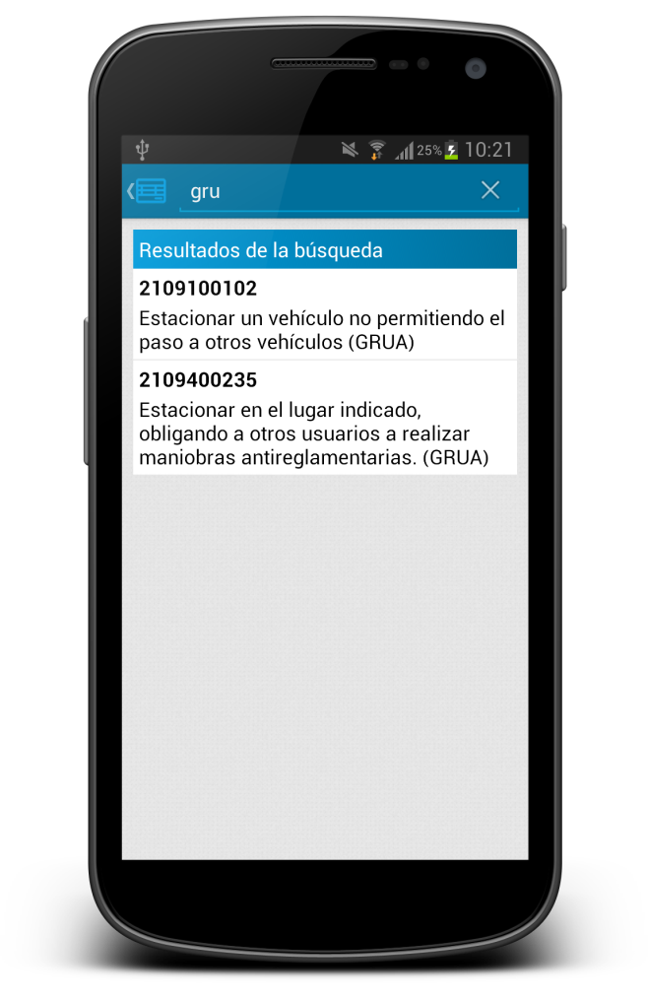 25% 10:21
gru
Resultados de la búsqueda
2109100102
Estacionar un vehículo no permitiendo el
paso a otros vehículos (GRUA)
2109400235
Estacionar en el lugar indicado,
obligando a otros usuarios a realizar
maniobras antireglamentarias. (GRUA)